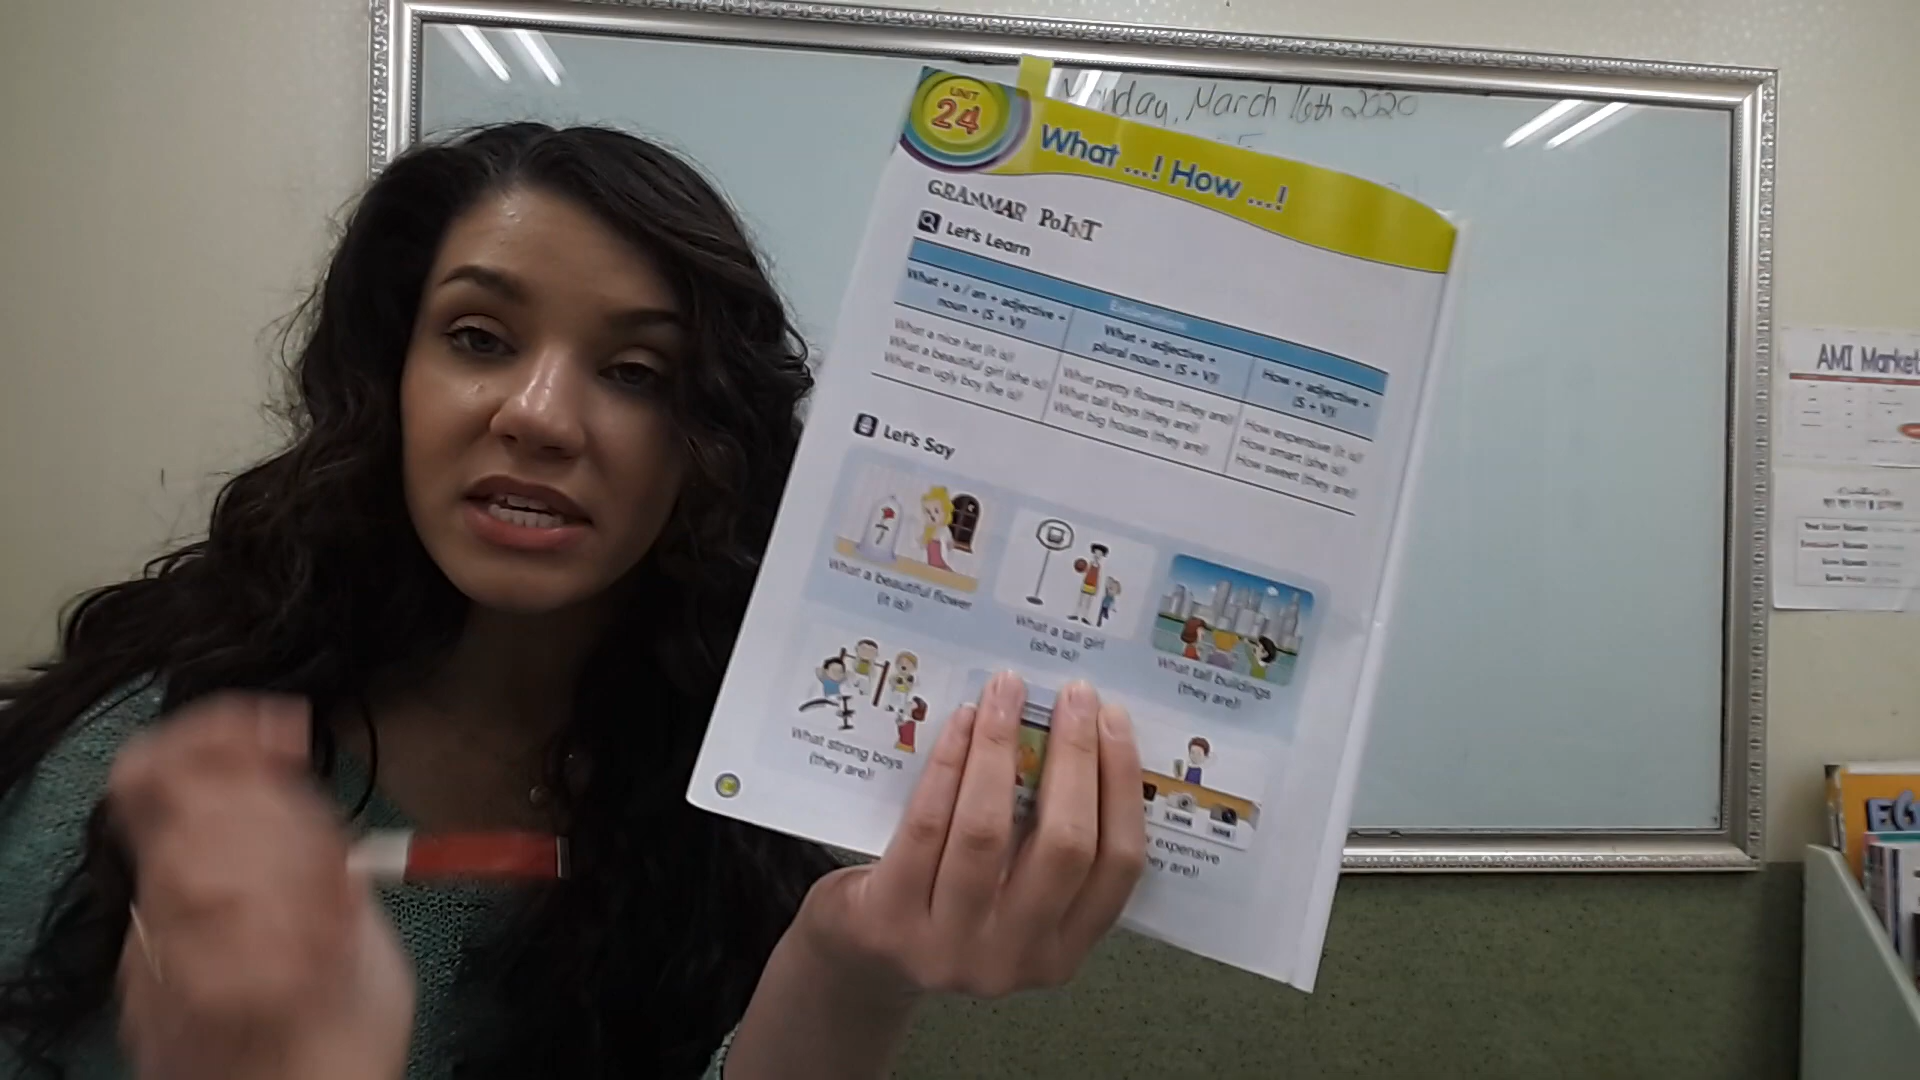 Monday, March 16th 2020
UNIT
24
What ...! How ...!
GRAMMAR POINT
Let's Learn
Exclamations
What + a / an + adjective +
noun + (S + V)!
What + adjective +
plural noun + (S + V)!
How + adjective +
(S + V)!
What a nice hat (it is)!
What a beautiful girl (she is)!
What an ugly boy (he is)!
What pretty flowers (they are)!
What tall boys (they are)!
What big houses (they are)!
How expensive (it is)!
How smart (she is)!
How sweet (they are)!
Let's Say
What a beautiful flower
(it is)!
What a tall girl
(she is)!
What tall buildings
(they are)!
What strong boys
(they are)!
expensive
are)!
AMI Market